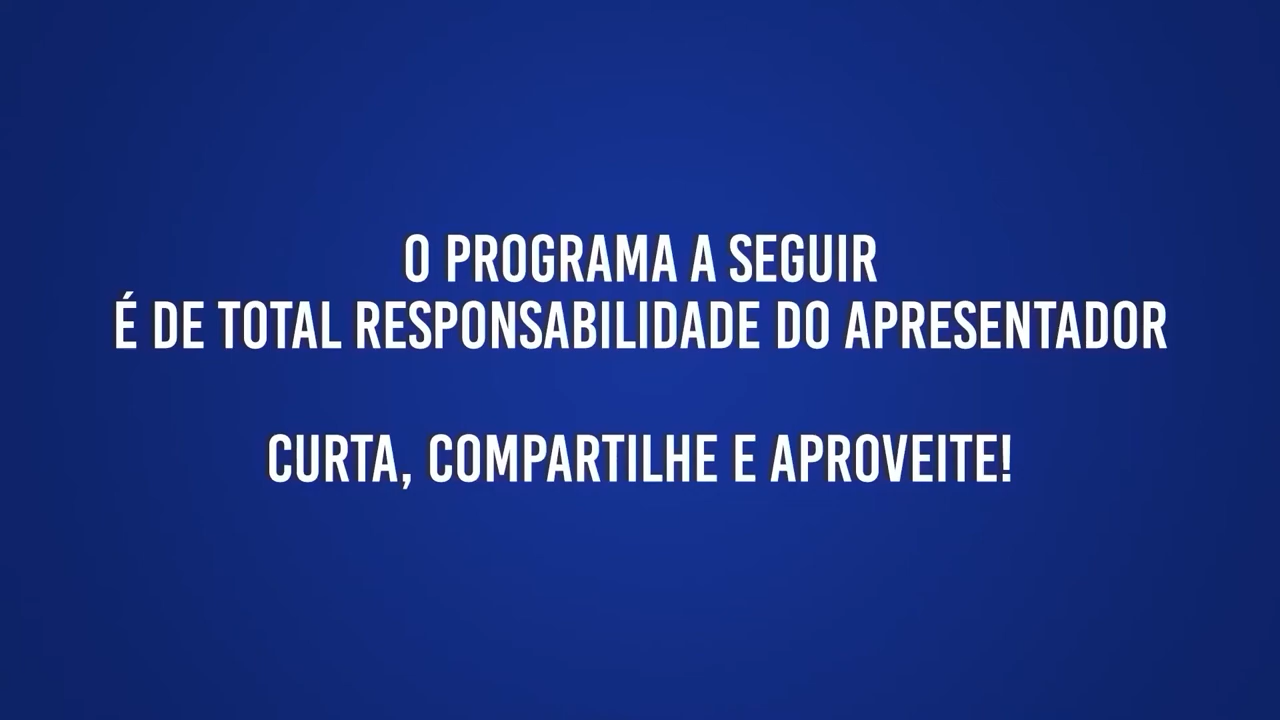 O PROGRAMA A SEGUIR
É DE TOTAL RESPONSABILIDADE DO APRESENTADOR
CURTA, COMPARTILHE E APROVEITE!